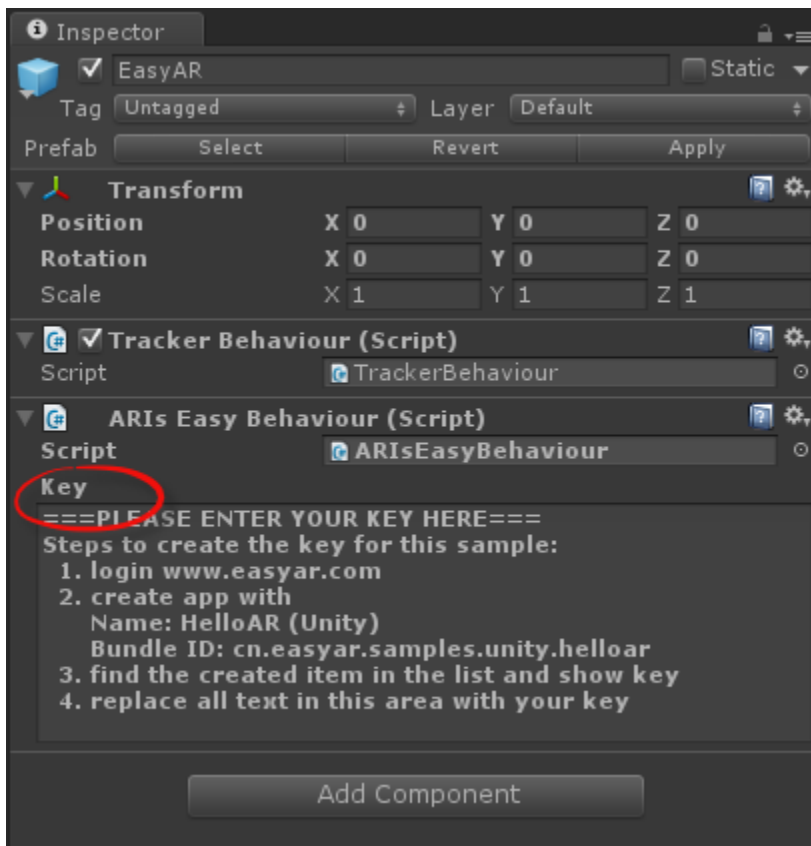 Inspector
EasyAR Static
Tag Untagged Layer Default
Prefab Select Revert Apply
Transform
Position X 0 Y 0 Z 0
Rotation X 0 Y 0 Z 0
Scale X 1 Y 1 Z 1
Tracker Behaviour (Script)
Script TrackerBehaviour
ARIs Easy Behaviour (Script)
Script ARIsEasyBehaviour
Key
===PLEASE ENTER YOUR KEY HERE===
Steps to create the key for this sample:
1. login www.easyar.com
2. create app with
Name: HelloAR (Unity)
Bundle ID: cn.easyar.samples.unity.helloar
3. find the created item in the list and show key
4. replace all text in this area with your key
Add Component